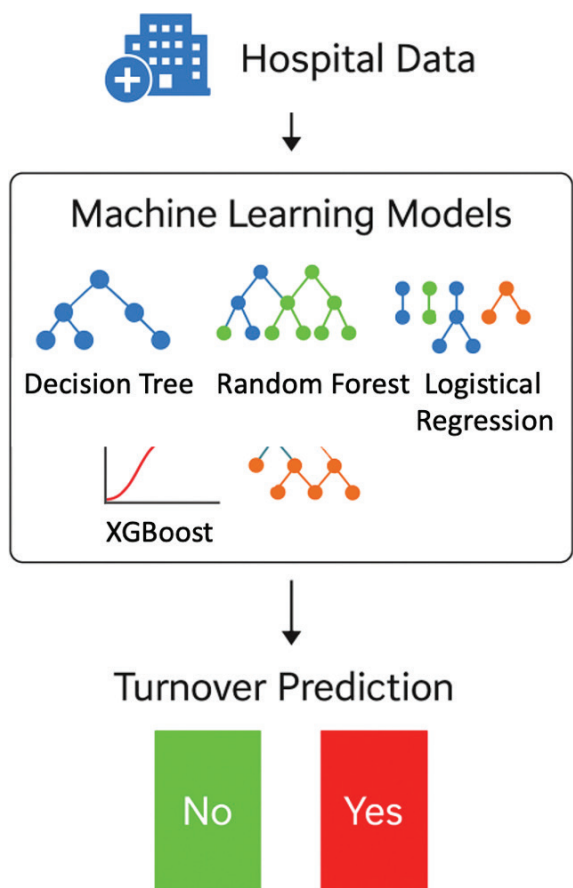 Hospital Data
Machine Learning Models
Decision Tree
Random Forest
Logistical
Regression
XGBoost
Turnover Prediction
No
Yes